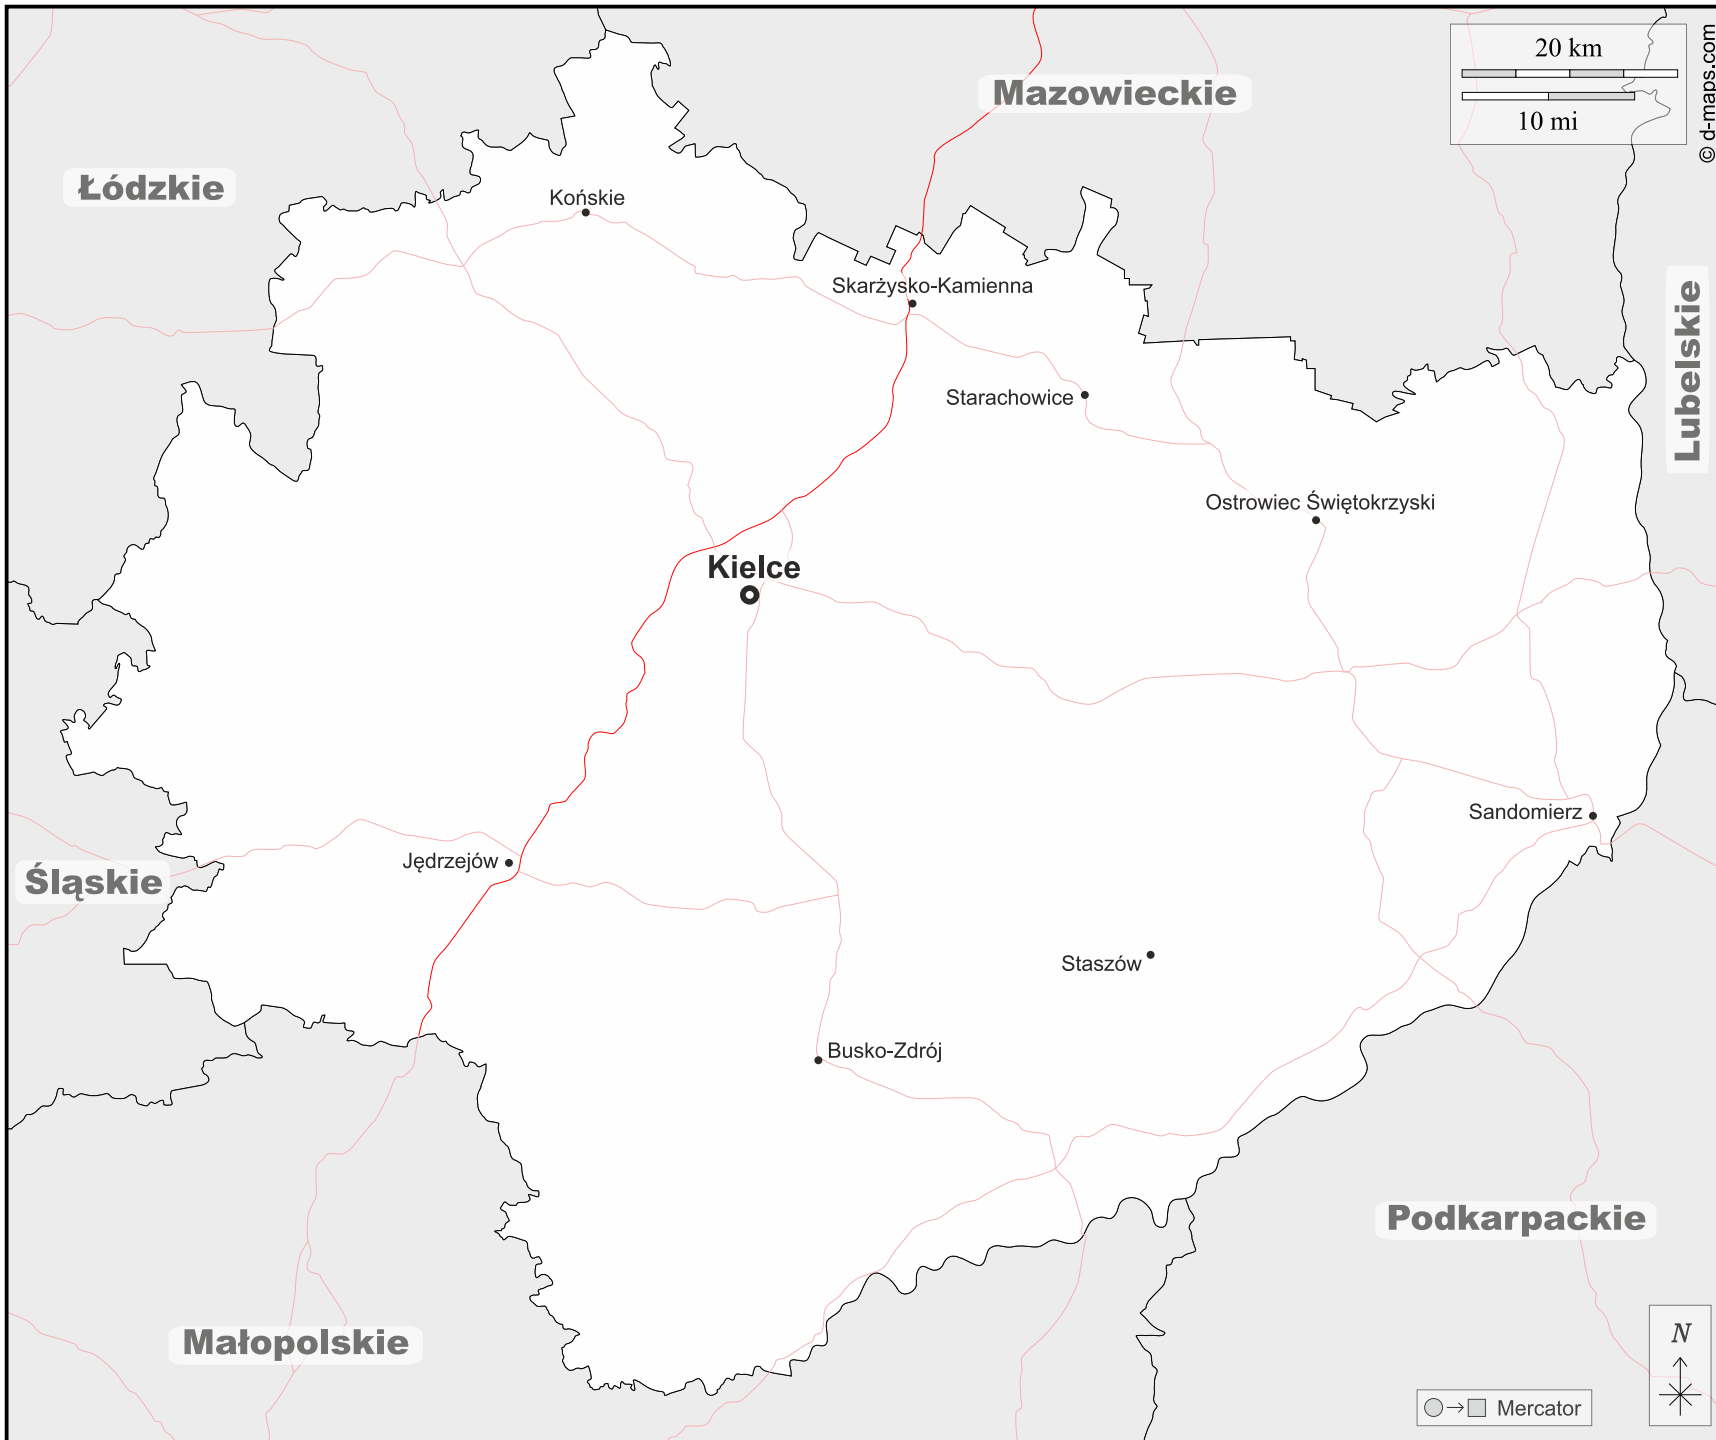 20 km
10 mi
© d-maps.com
Mazowieckie
Łódzkie
Końskie
Skarżysko-Kamienna
Lubelskie
Starachowice
Ostrowiec Świętokrzyski
Kielce
Sandomierz
Jędrzejów
Śląskie
Staszów
Busko-Zdrój
Podkarpackie
Małopolskie
N
Mercator